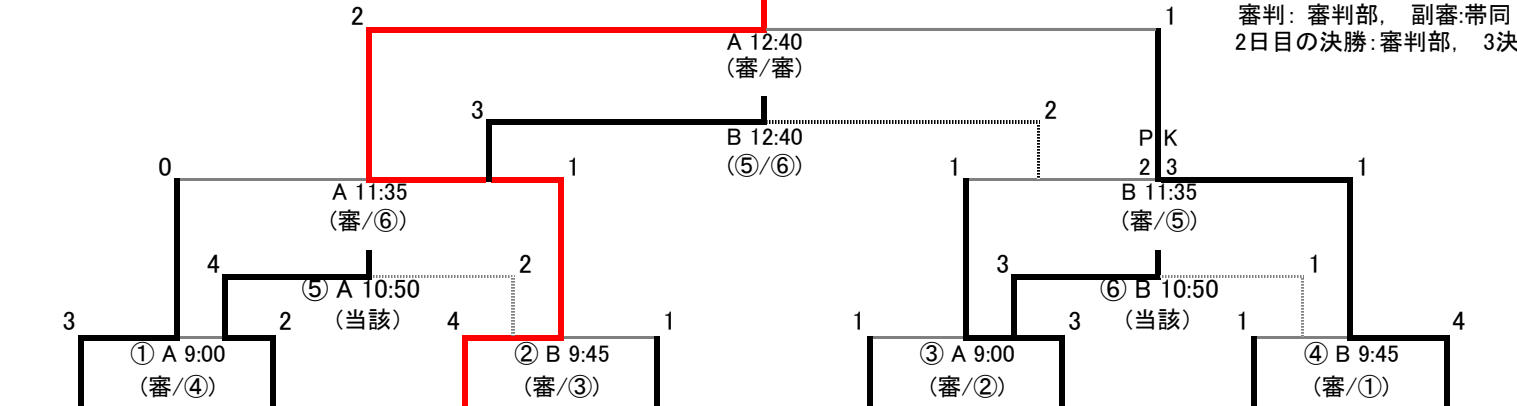 2 1 審判: 審判部, 副審:帯同
A 12:40 2日目の決勝:審判部, 3決
(審/審)
3 2
B 12:40 P K
0 1 (⑤/⑥) 1 2 3 1
A 11:35 B 11:35
(審/⑥) (審/⑤)
4 2 3 1
⑤ A 10:50 ⑥ B 10:50
3 2 (当該) 4 1 1 3 (当該) 1 4
① A 9:00 ② B 9:45 ③ A 9:00 ④ B 9:45
(審/④) (審/③) (審/②) (審/①)